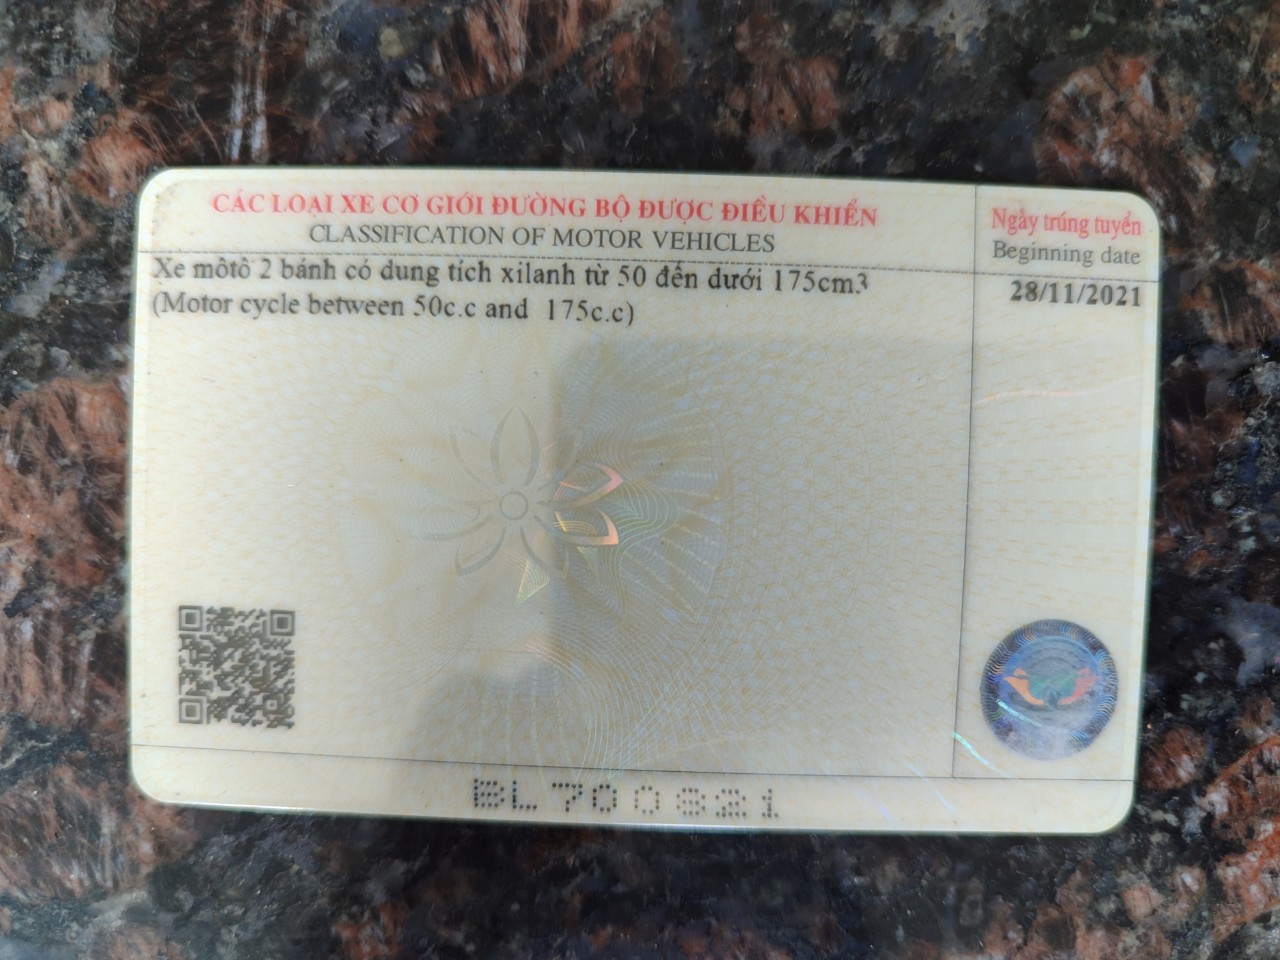 CÁC LOẠI XE CƠ GIỚI ĐƯỜNG BỘ ĐƯỢC ĐIỀU KHIỂN
CLASSIFICATION OF MOTOR VEHICLES
Ngày trúng tuyển
Beginning date
Xe môtô 2 bánh có dung tích xilanh từ 50 đến dưới 175cm3
(Motor cycle between 50c.c and 175c.c)
28/11/2021
BL700821